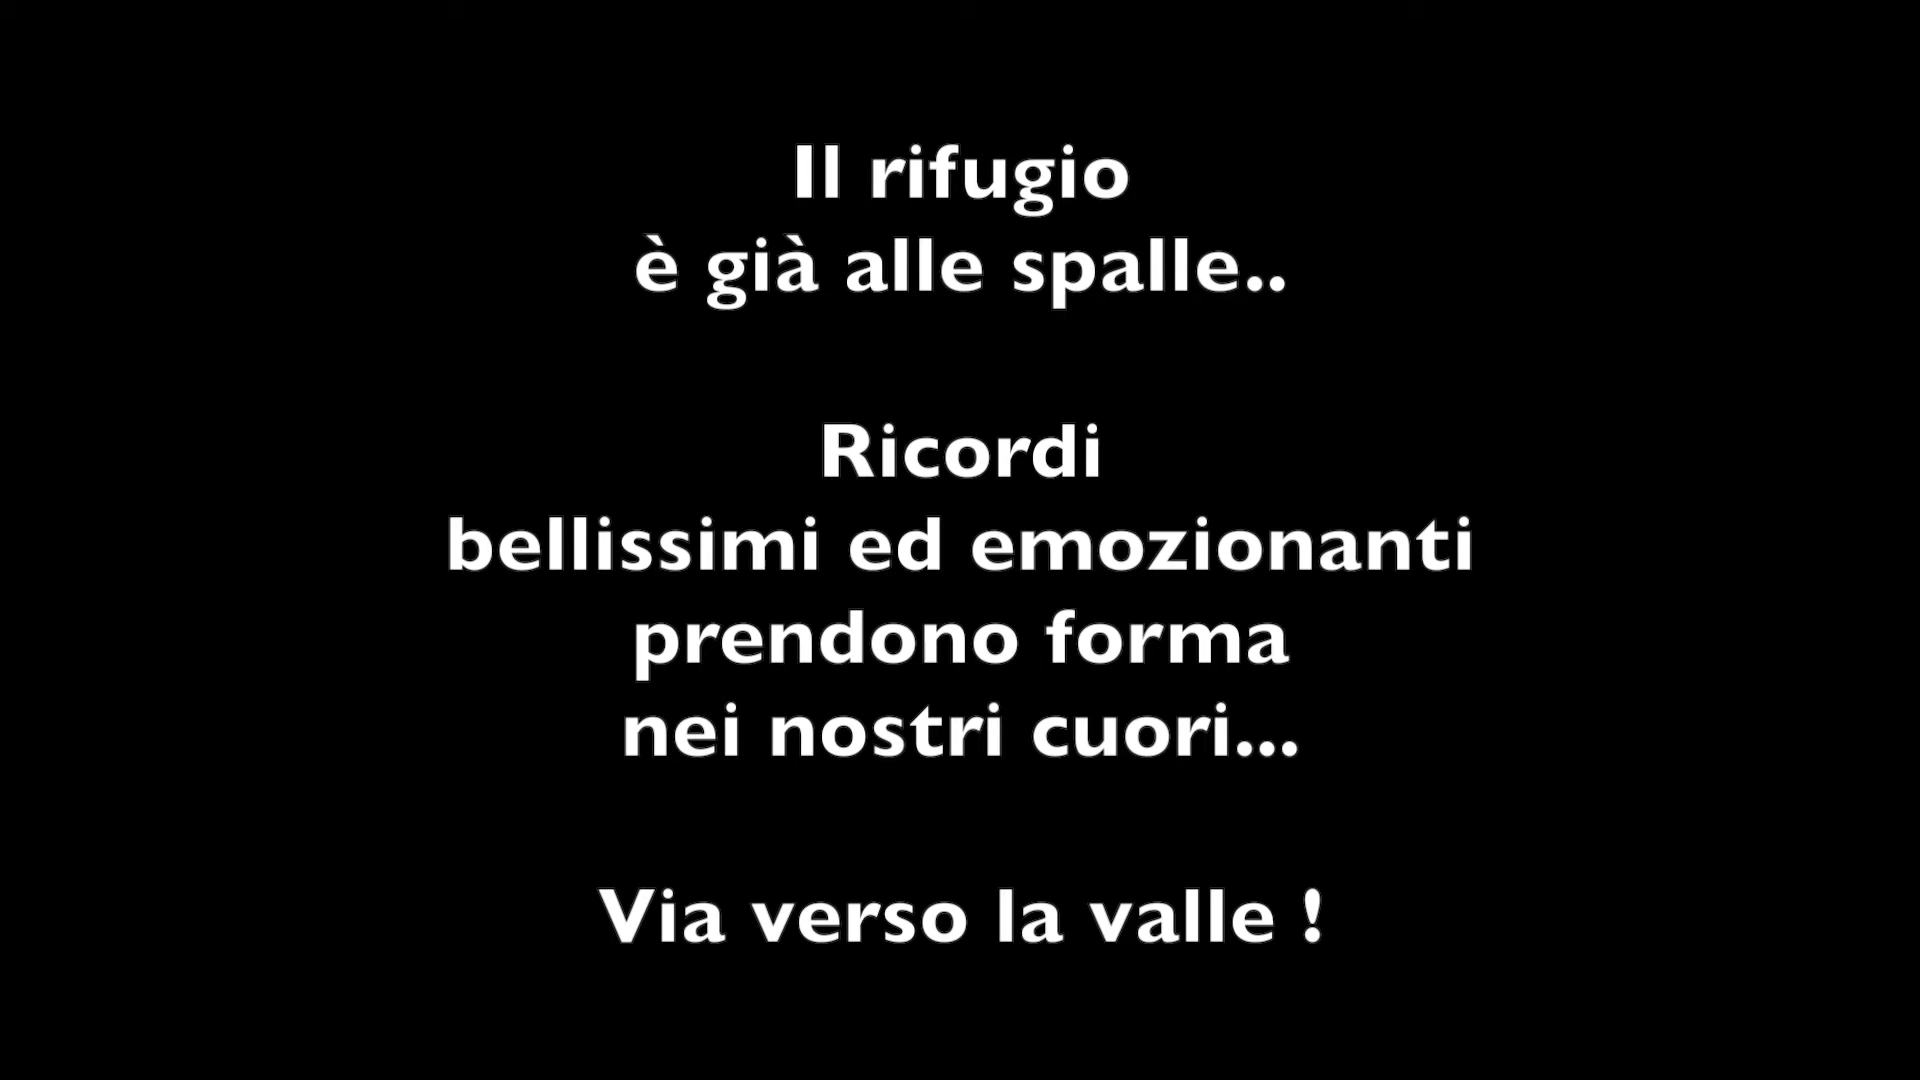 Il rifugio
è già alle spalle..
Ricordi
bellissimi ed emozionanti
prendono forma
nei nostri cuori...
Via verso la valle !